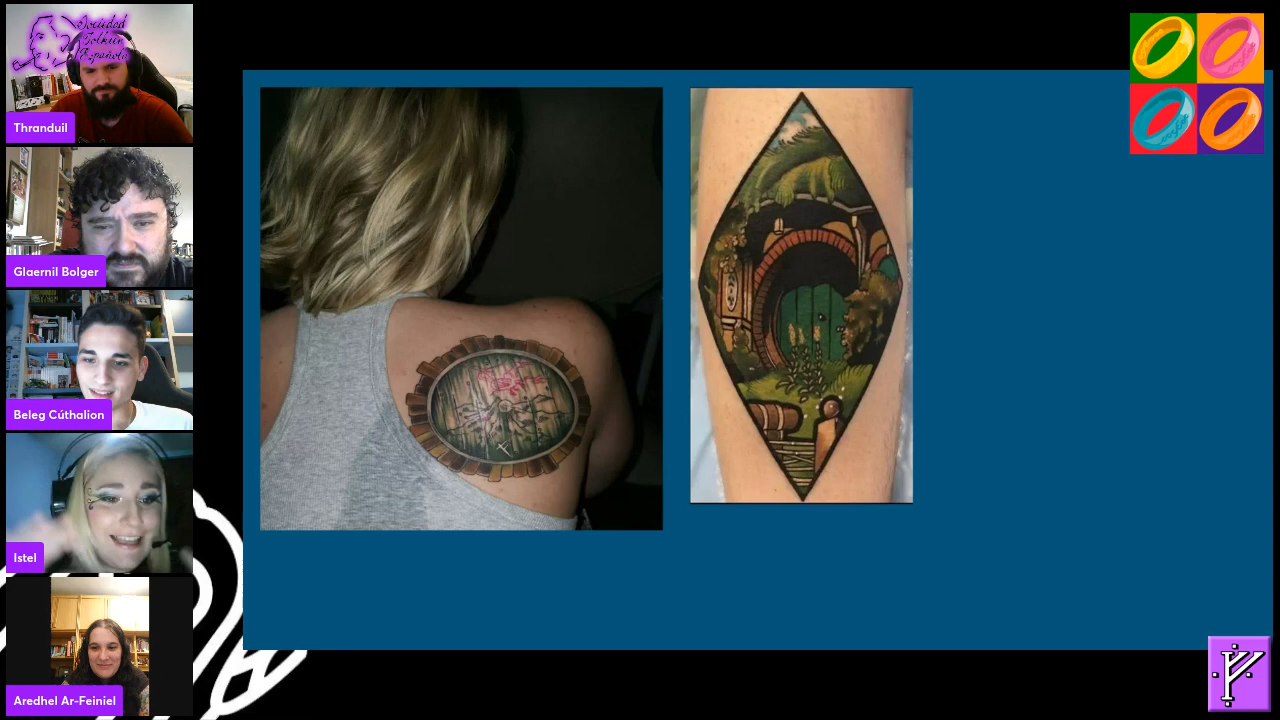 Sociedad
Tolkien
Española
Thranduil
Glaernil Bolger
Beleg Cúthalion
Istel
Aredhel Ar-Feiniel